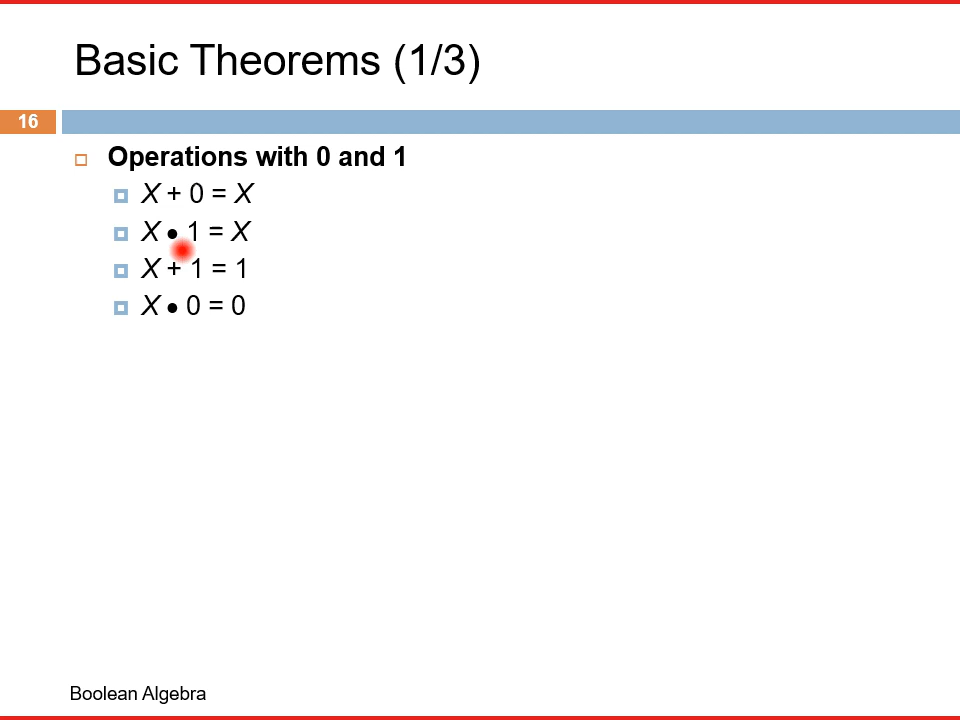 Basic Theorems (1/3)
16
Operations with 0 and 1
X + 0 = X
X • 1 = X
X + 1 = 1
X • 0 = 0
Boolean Algebra